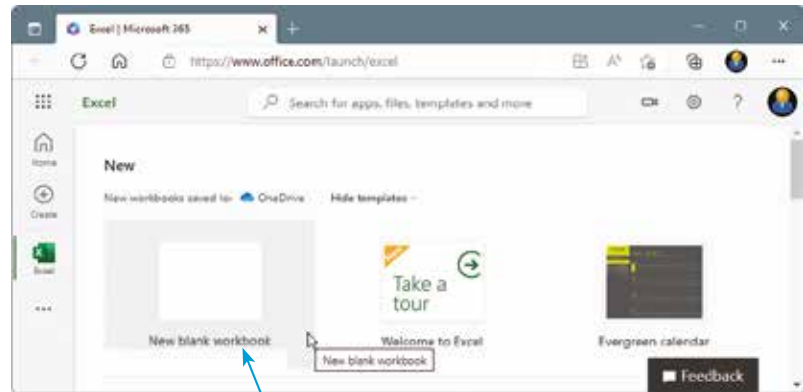 Excel | Microsoft 365
https://www.office.com/launch/excel
Excel
Search for apps, files, templates and more
?
Home
New
New workbooks saved to: OneDrive
Hide templates
Create
Excel
Take a
tour
New blank workbook
Welcome to Excel
Evergreen calendar
New blank workbook
Feedback